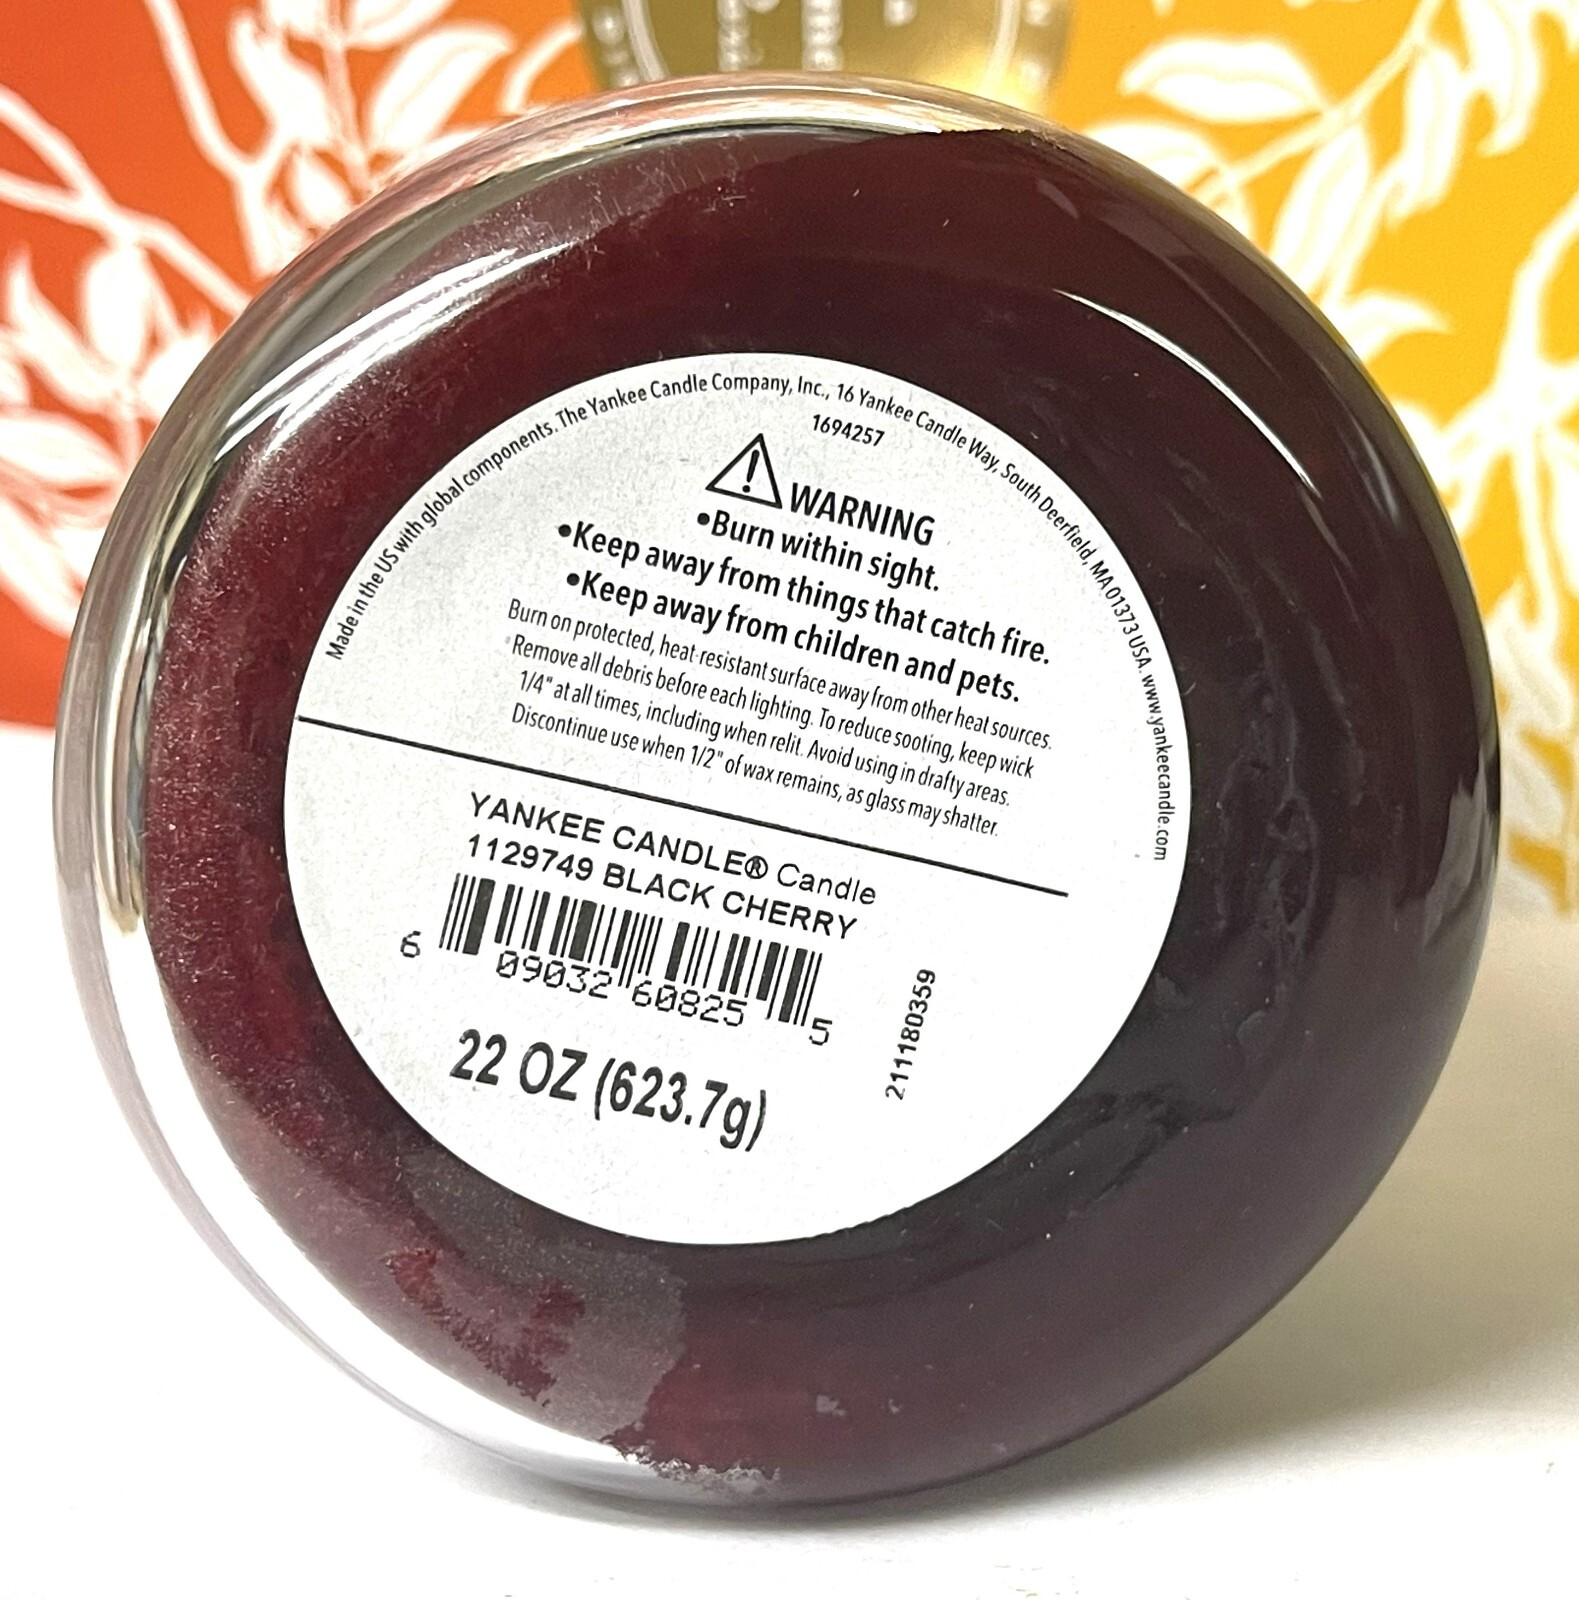 Made in the US with global components. The Yankee Candle Company, Inc., 16 Yankee Candle Way, South Deerfield, MA 01373 USA. www.yankeecandle.com
1694257
WARNING
•Burn within sight.
•Keep away from things that catch fire.
•Keep away from children and pets.
Burn on protected, heat-resistant surface away from other heat sources.
Remove all debris before each lighting. To reduce sooting, keep wick
1/4" at all times, including when relit. Avoid using in drafty areas.
Discontinue use when 1/2" of wax remains, as glass may shatter.
YANKEE CANDLE® Candle
1129749 BLACK CHERRY
6 09032 60825 5
211180359
22 OZ (623.7g)